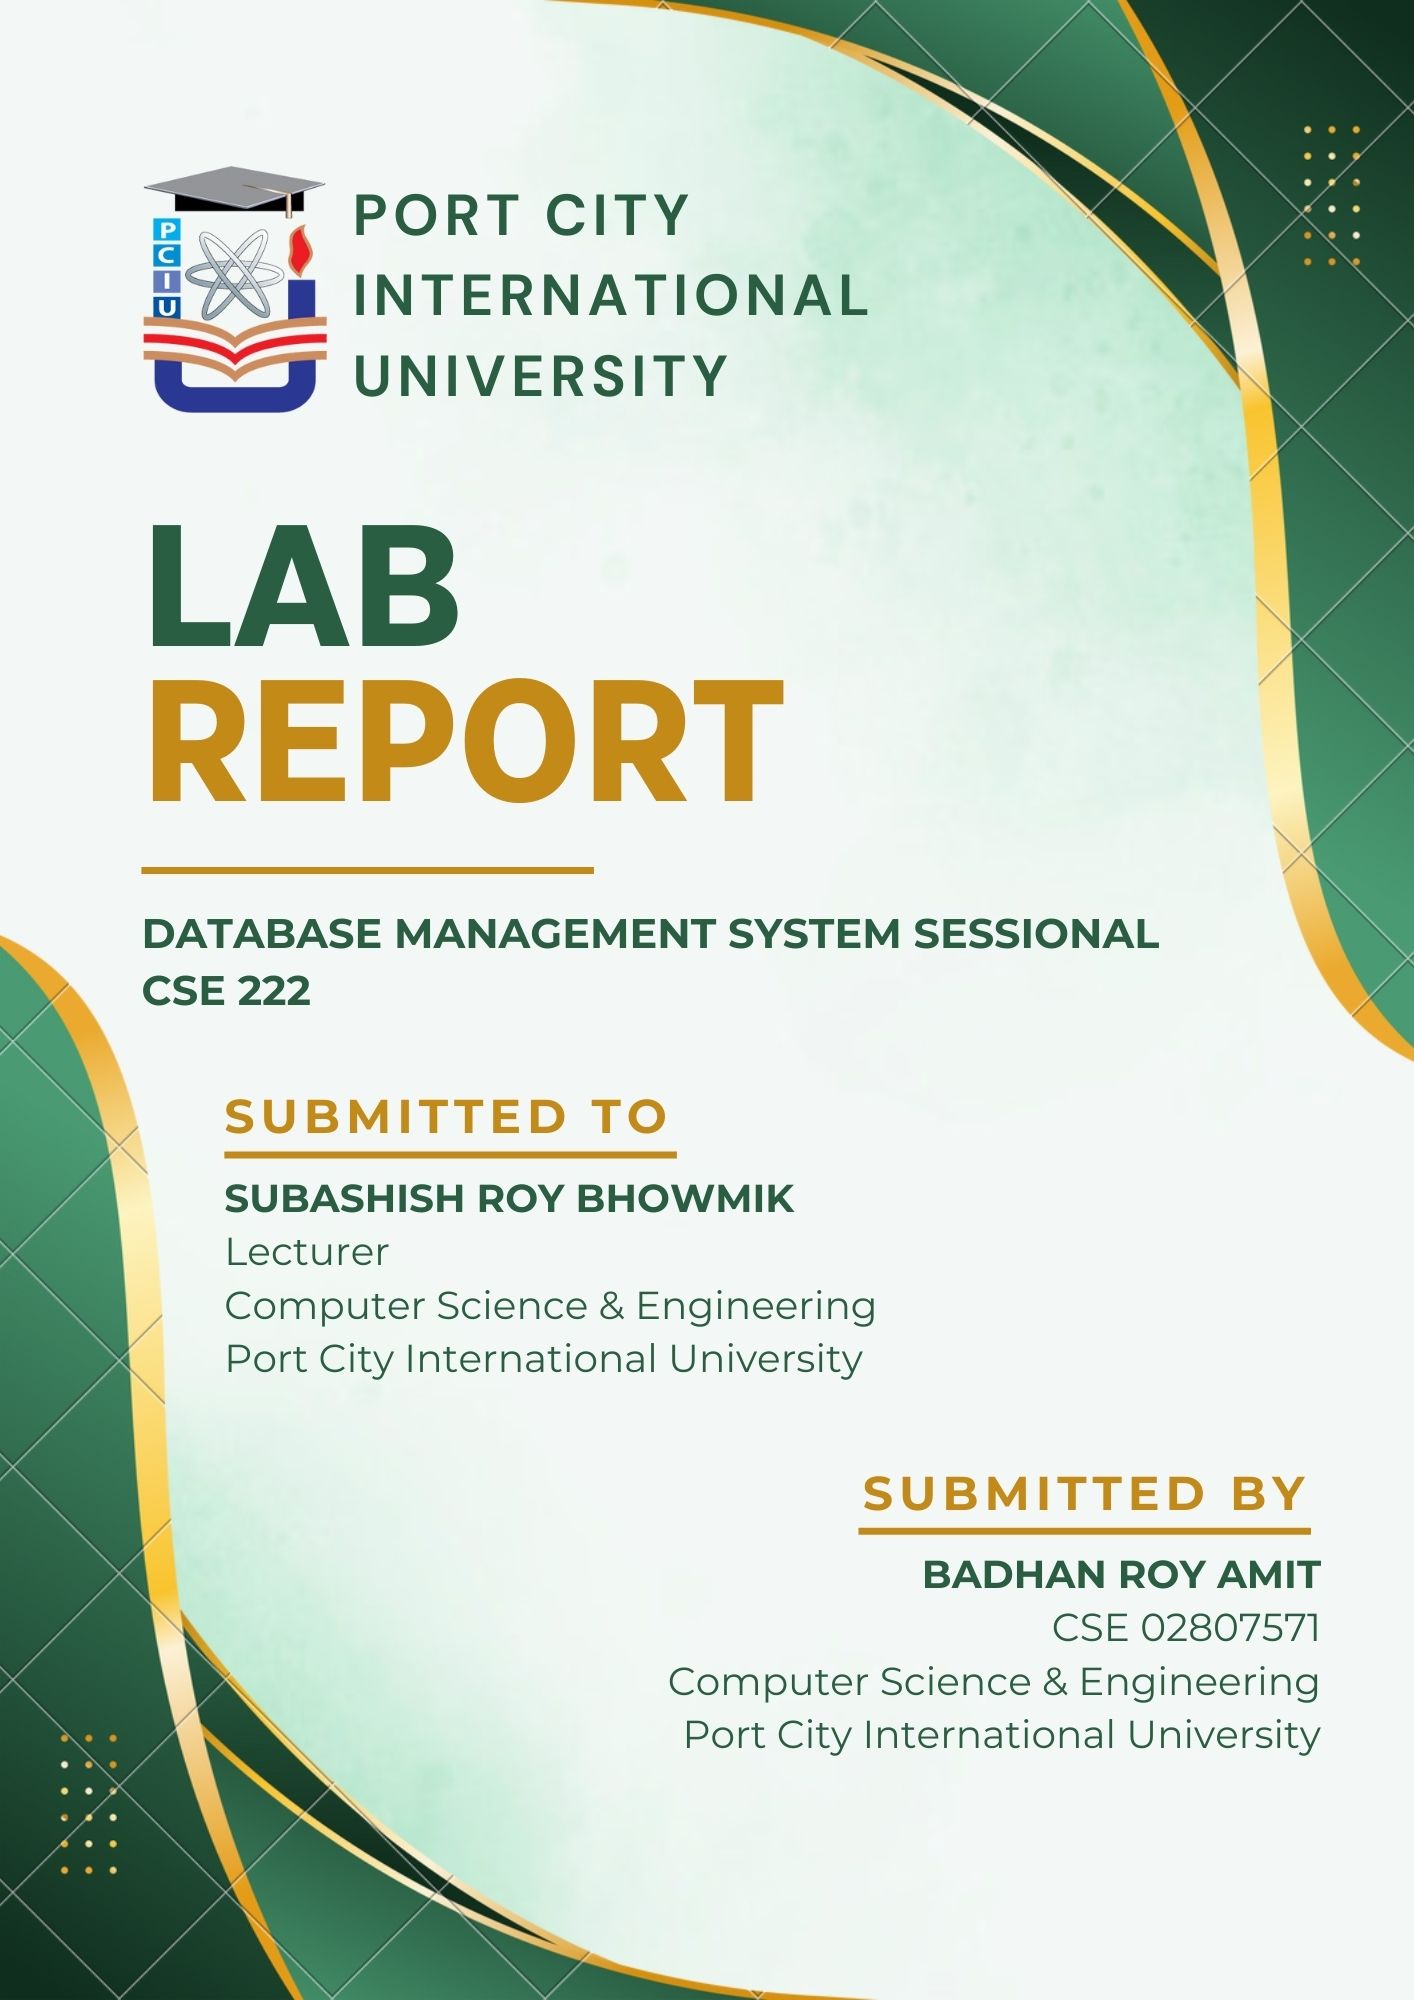 PCIU
PORT CITY
INTERNATIONAL
UNIVERSITY
LAB
REPORT
DATABASE MANAGEMENT SYSTEM SESSIONAL
CSE 222
SUBMITTED TO
SUBASHISH ROY BHOWMIK
Lecturer
Computer Science & Engineering
Port City International University
SUBMITTED BY
BADHAN ROY AMIT
CSE 02807571
Computer Science & Engineering
Port City International University